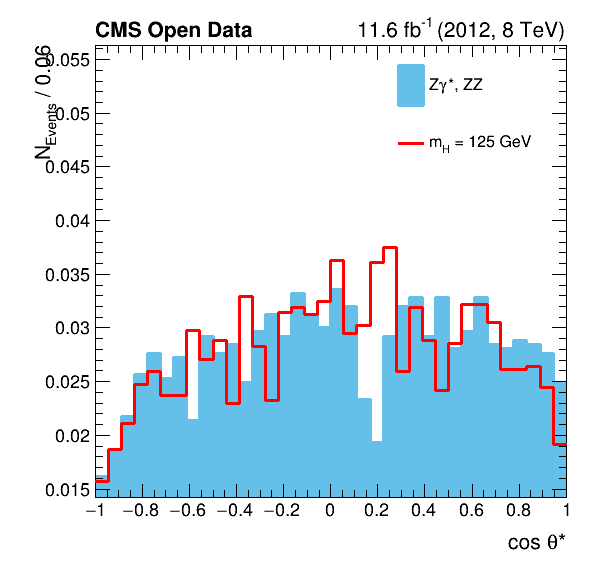 CMS Open Data
11.6 fb⁻¹ (2012, 8 TeV)
N_Events / 0.06
0.055
0.05
0.045
0.04
0.035
0.03
0.025
0.02
0.015
Zγ*, ZZ
m_H = 125 GeV
−1 −0.8 −0.6 −0.4 −0.2 0 0.2 0.4 0.6 0.8 1
cos θ*